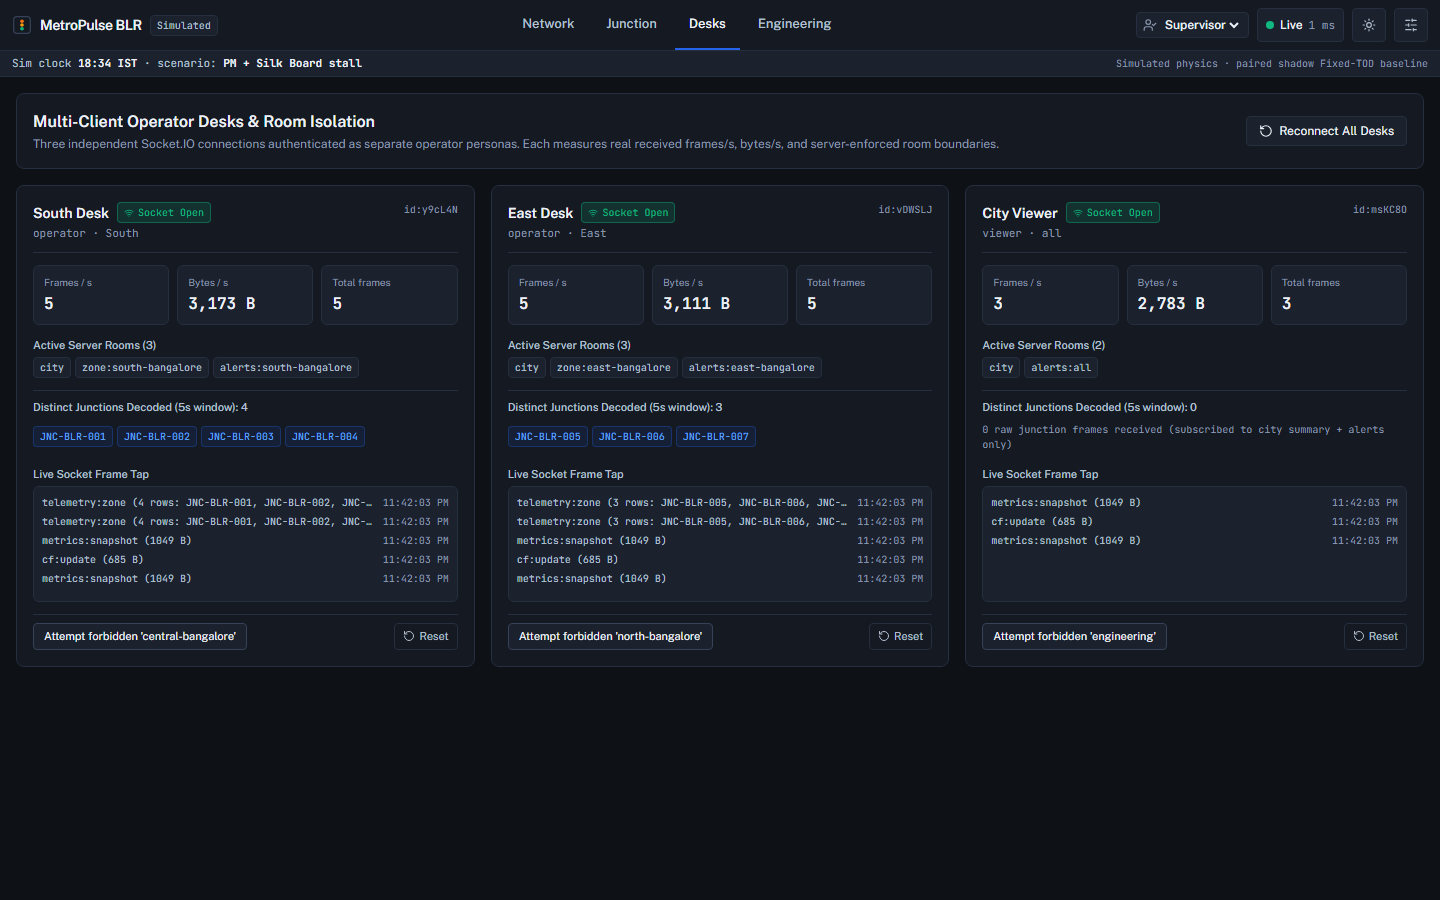 MetroPulse BLR Simulated Network Junction Desks Engineering Supervisor Live 1 ms
Sim clock 18:34 IST · scenario: PM + Silk Board stall Simulated physics · paired shadow Fixed-TOD baseline
Multi-Client Operator Desks & Room Isolation
Three independent Socket.IO connections authenticated as separate operator personas. Each measures real received frames/s, bytes/s, and server-enforced room boundaries.
Reconnect All Desks
South Desk Socket Open id:y9cL4N
operator · South
Frames / s Bytes / s Total frames
5 3,173 B 5
Active Server Rooms (3)
city zone:south-bangalore alerts:south-bangalore
Distinct Junctions Decoded (5s window): 4
JNC-BLR-001 JNC-BLR-002 JNC-BLR-003 JNC-BLR-004
Live Socket Frame Tap
telemetry:zone (4 rows: JNC-BLR-001, JNC-BLR-002, JNC-… 11:42:03 PM
telemetry:zone (4 rows: JNC-BLR-001, JNC-BLR-002, JNC-… 11:42:03 PM
metrics:snapshot (1049 B) 11:42:03 PM
cf:update (685 B) 11:42:03 PM
metrics:snapshot (1049 B) 11:42:03 PM
Attempt forbidden 'central-bangalore' Reset
East Desk Socket Open id:vDWSLJ
operator · East
Frames / s Bytes / s Total frames
5 3,111 B 5
Active Server Rooms (3)
city zone:east-bangalore alerts:east-bangalore
Distinct Junctions Decoded (5s window): 3
JNC-BLR-005 JNC-BLR-006 JNC-BLR-007
Live Socket Frame Tap
telemetry:zone (3 rows: JNC-BLR-005, JNC-BLR-006, JNC-… 11:42:03 PM
telemetry:zone (3 rows: JNC-BLR-005, JNC-BLR-006, JNC-… 11:42:03 PM
metrics:snapshot (1049 B) 11:42:03 PM
cf:update (685 B) 11:42:03 PM
metrics:snapshot (1049 B) 11:42:03 PM
Attempt forbidden 'north-bangalore' Reset
City Viewer Socket Open id:msKC8O
viewer · all
Frames / s Bytes / s Total frames
3 2,783 B 3
Active Server Rooms (2)
city alerts:all
Distinct Junctions Decoded (5s window): 0
0 raw junction frames received (subscribed to city summary + alerts
only)
Live Socket Frame Tap
metrics:snapshot (1049 B) 11:42:03 PM
cf:update (685 B) 11:42:03 PM
metrics:snapshot (1049 B) 11:42:03 PM
Attempt forbidden 'engineering' Reset